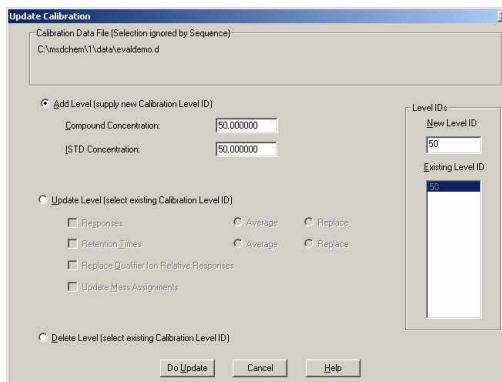 Update Calibration
Calibration Data File (Selection ignored by Sequence)
C:\msdchem\1\data\evaldemo.d
Add Level (supply new Calibration Level ID)
Compound Concentration: 50.000000
ISTD Concentration: 50.000000
Level IDs
New Level ID
50
Existing Level ID
50
Update Level (select existing Calibration Level ID)
Responses Average Replace
Retention Times Average Replace
Replace Qualifier Ion Relative Responses
Update Mass Assignments
Delete Level (select existing Calibration Level ID)
Do Update Cancel Help